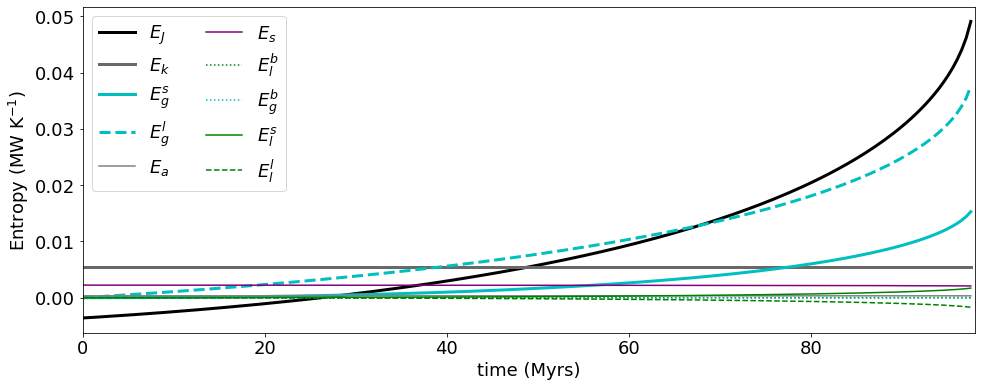 0.05
0.04
0.03
0.02
0.01
0.00
Entropy (MW K⁻¹)
E_J
E_k
E_g^s
E_g^l
E_a
E_s
E_l^b
E_g^b
E_l^s
E_l^l
0 20 40 60 80
time (Myrs)